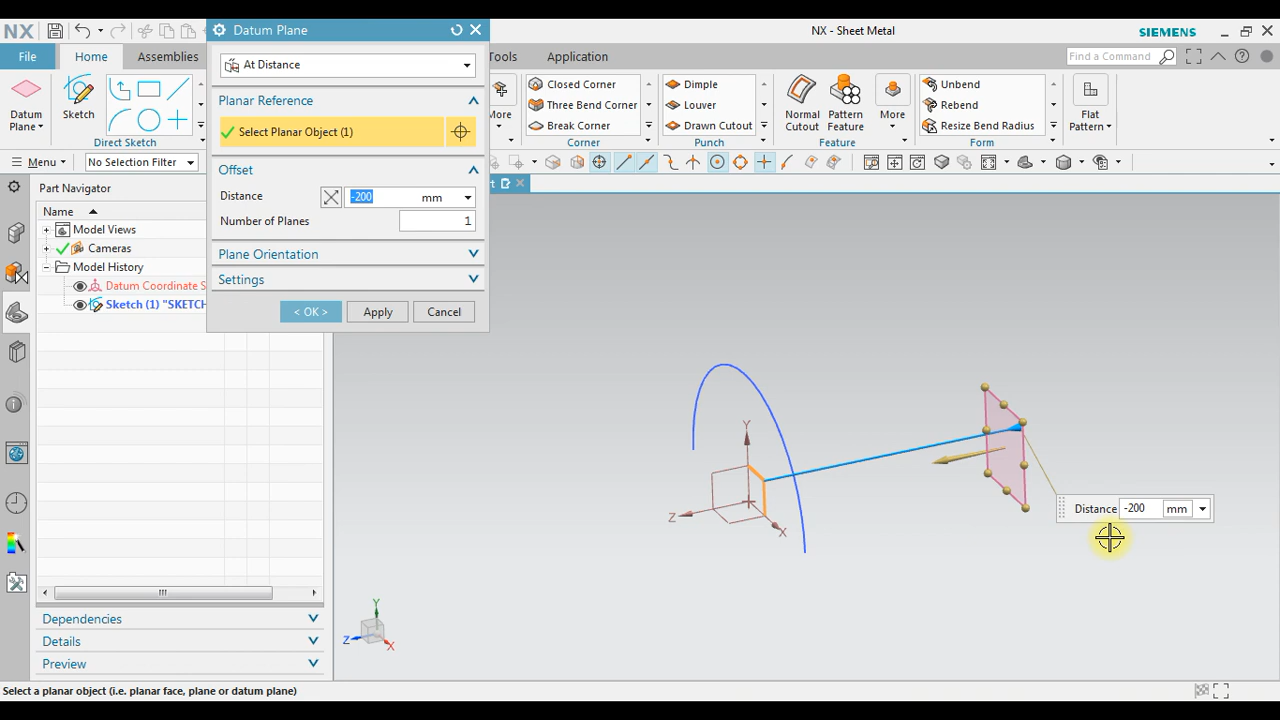 NX
Datum Plane
NX - Sheet Metal
SIEMENS
File
Home
Assemblies
Tools
Application
Find a Command
At Distance
Planar Reference
Select Planar Object (1)
Offset
Distance
-200
mm
Number of Planes
1
Plane Orientation
Settings
< OK >
Apply
Cancel
Datum
Plane
Sketch
Direct Sketch
More
Closed Corner
Three Bend Corner
Break Corner
Corner
Dimple
Louver
Drawn Cutout
Punch
Normal
Cutout
Pattern
Feature
More
Feature
Unbend
Rebend
Resize Bend Radius
Form
Flat
Pattern
Menu
No Selection Filter
Part Navigator
Name
Model Views
Cameras
Model History
Datum Coordinate S
Sketch (1) "SKETCH
Dependencies
Details
Preview
Y
Z
X
Distance
-200
mm
Y
Z
X
Select a planar object (i.e. planar face, plane or datum plane)